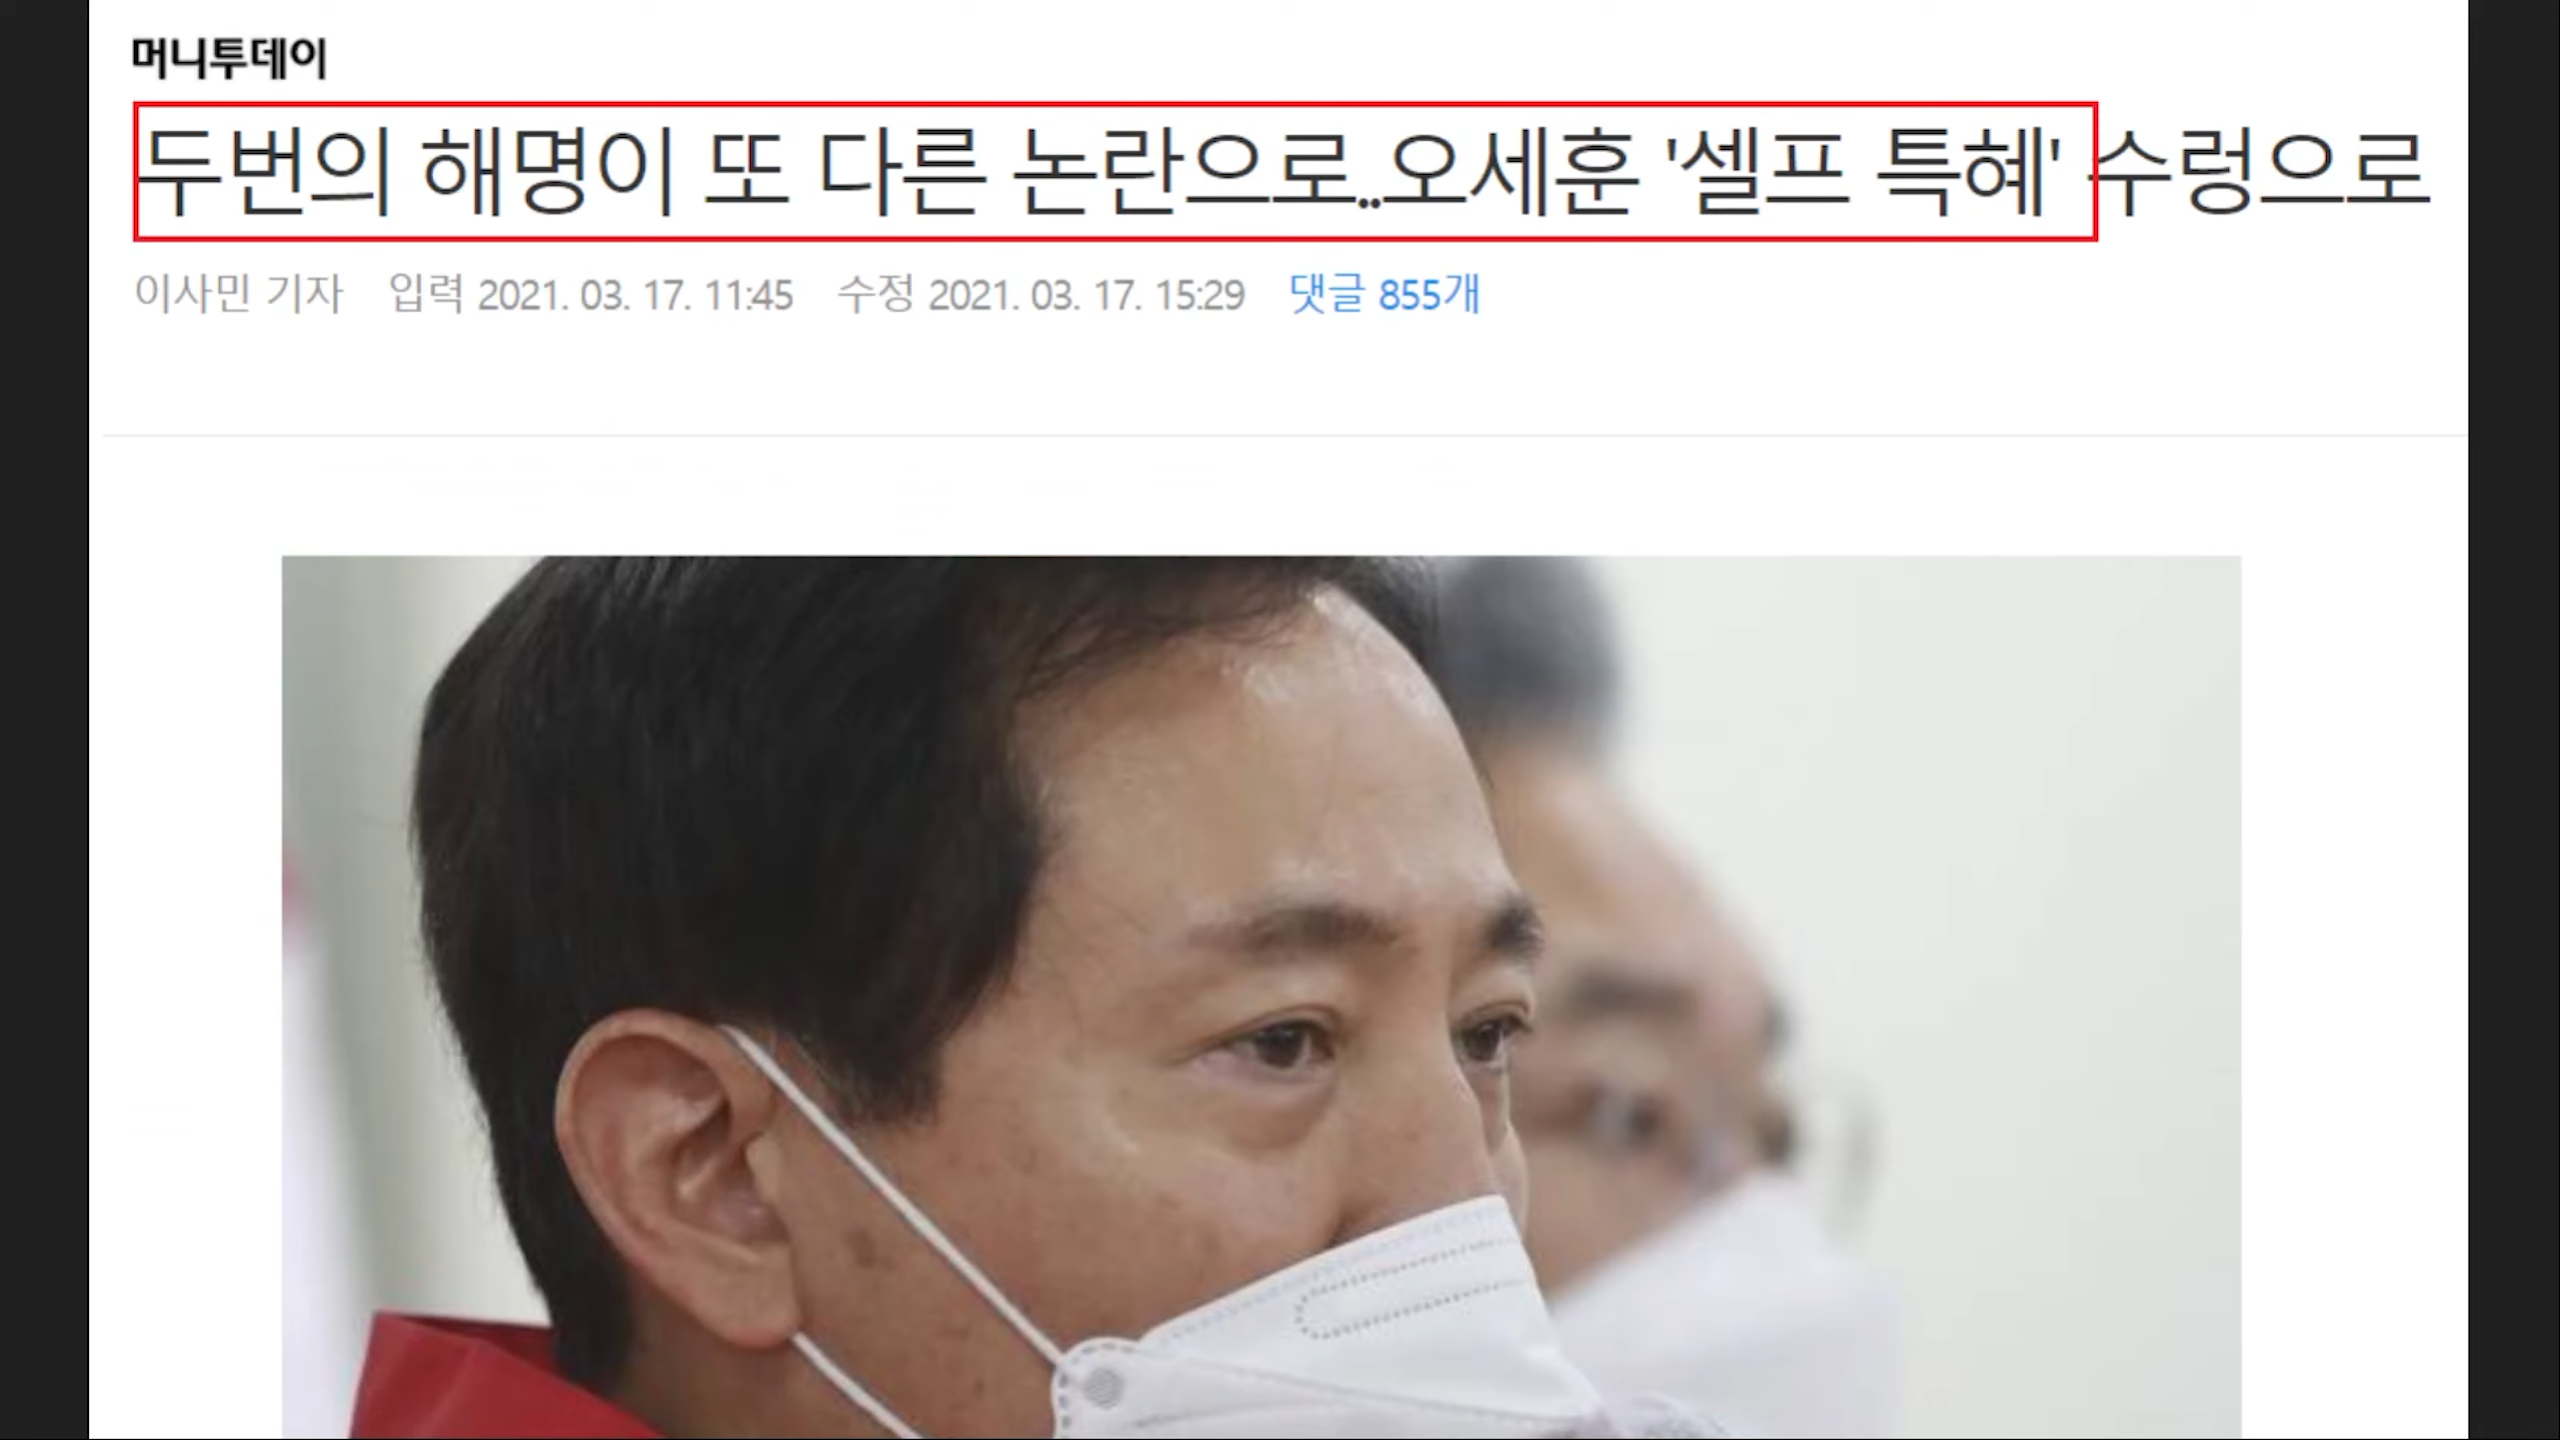 머니투데이
두번의 해명이 또 다른 논란으로..오세훈 '셀프 특혜' 수렁으로
이사민 기자 입력 2021. 03. 17. 11:45 수정 2021. 03. 17. 15:29 댓글 855개